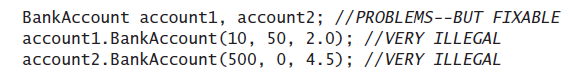 BankAccount account1, account2; //PROBLEMS--BUT FIXABLE
account1.BankAccount(10, 50, 2.0); //VERY ILLEGAL
account2.BankAccount(500, 0, 4.5); //VERY ILLEGAL